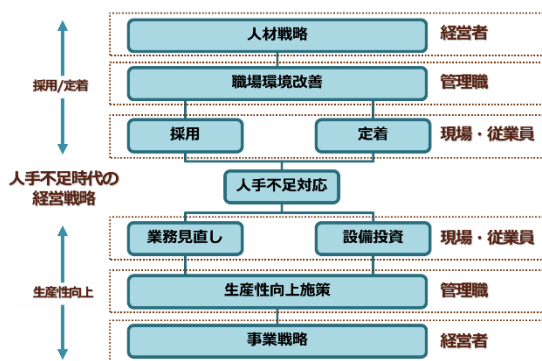 人材戦略
経営者
職場環境改善
管理職
採用/定着
採用
定着
現場・従業員
人手不足時代の
経営戦略
人手不足対応
業務見直し
設備投資
現場・従業員
生産性向上
生産性向上施策
管理職
事業戦略
経営者